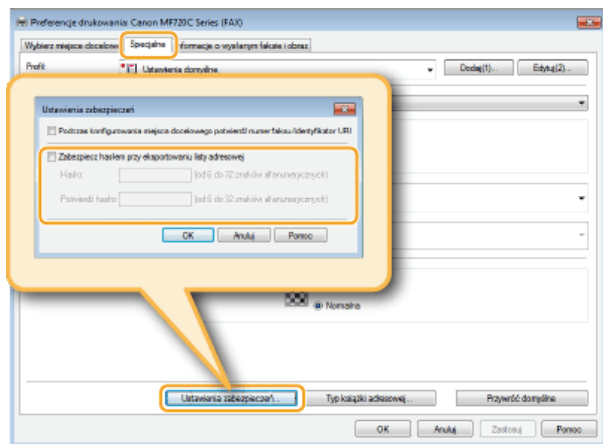 Preferencje drukowania: Canon MF720C Series (FAX)
Wybierz miejsce docelowe Specjalne Informacje o wysłanym faksie i obraz
Profil: Ustawienia domyślne Dodaj(1)... Edytuj(2)...
Ustawienia zabezpieczeń
Podczas konfigurowania miejsca docelowego potwierdź numer faksu/identyfikator URI
Zabezpiecz hasłem przy eksportowaniu listy adresowej
Hasło: (od 6 do 32 znaków alfanumerycznych)
Potwierdź hasło: (od 6 do 32 znaków alfanumerycznych)
OK Anuluj Pomoc
Normalna
Ustawienia zabezpieczeń... Typ książki adresowej... Przywróć domyślne
OK Anuluj Zastosuj Pomoc